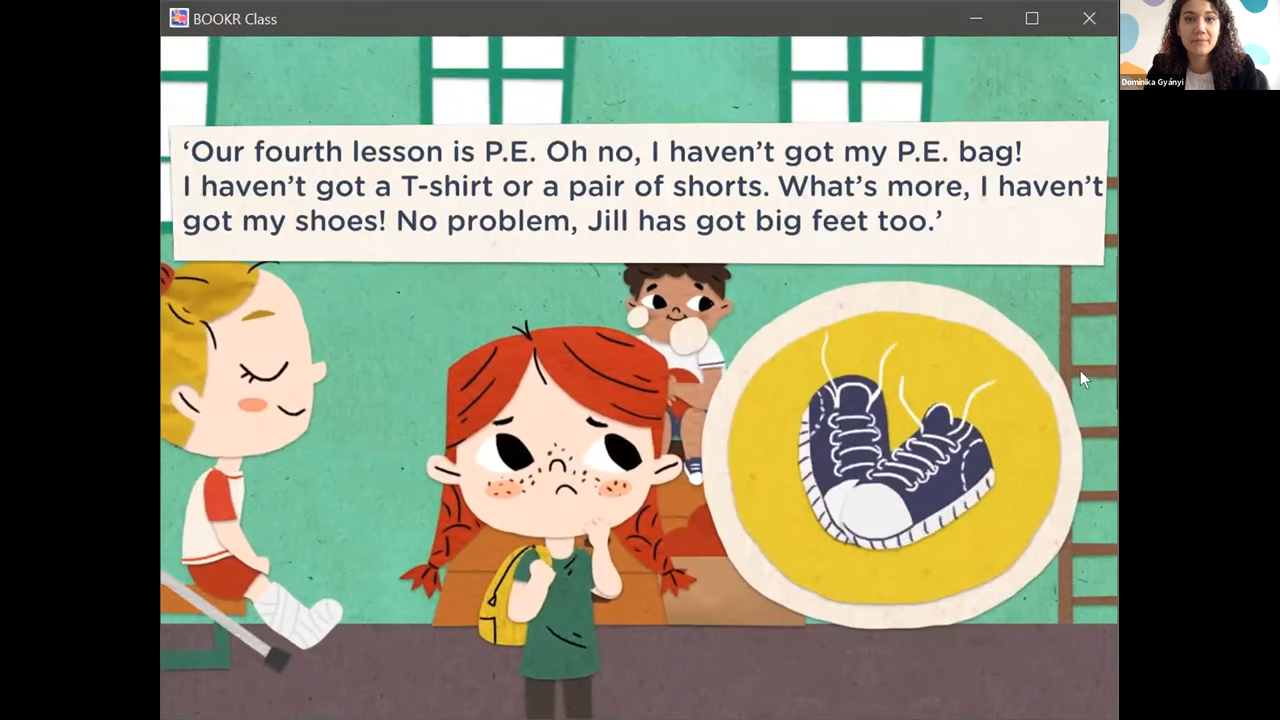 BOOKR Class
Dominika Gyányi
‘Our fourth lesson is P.E. Oh no, I haven’t got my P.E. bag!
I haven’t got a T-shirt or a pair of shorts. What’s more, I haven’t
got my shoes! No problem, Jill has got big feet too.’